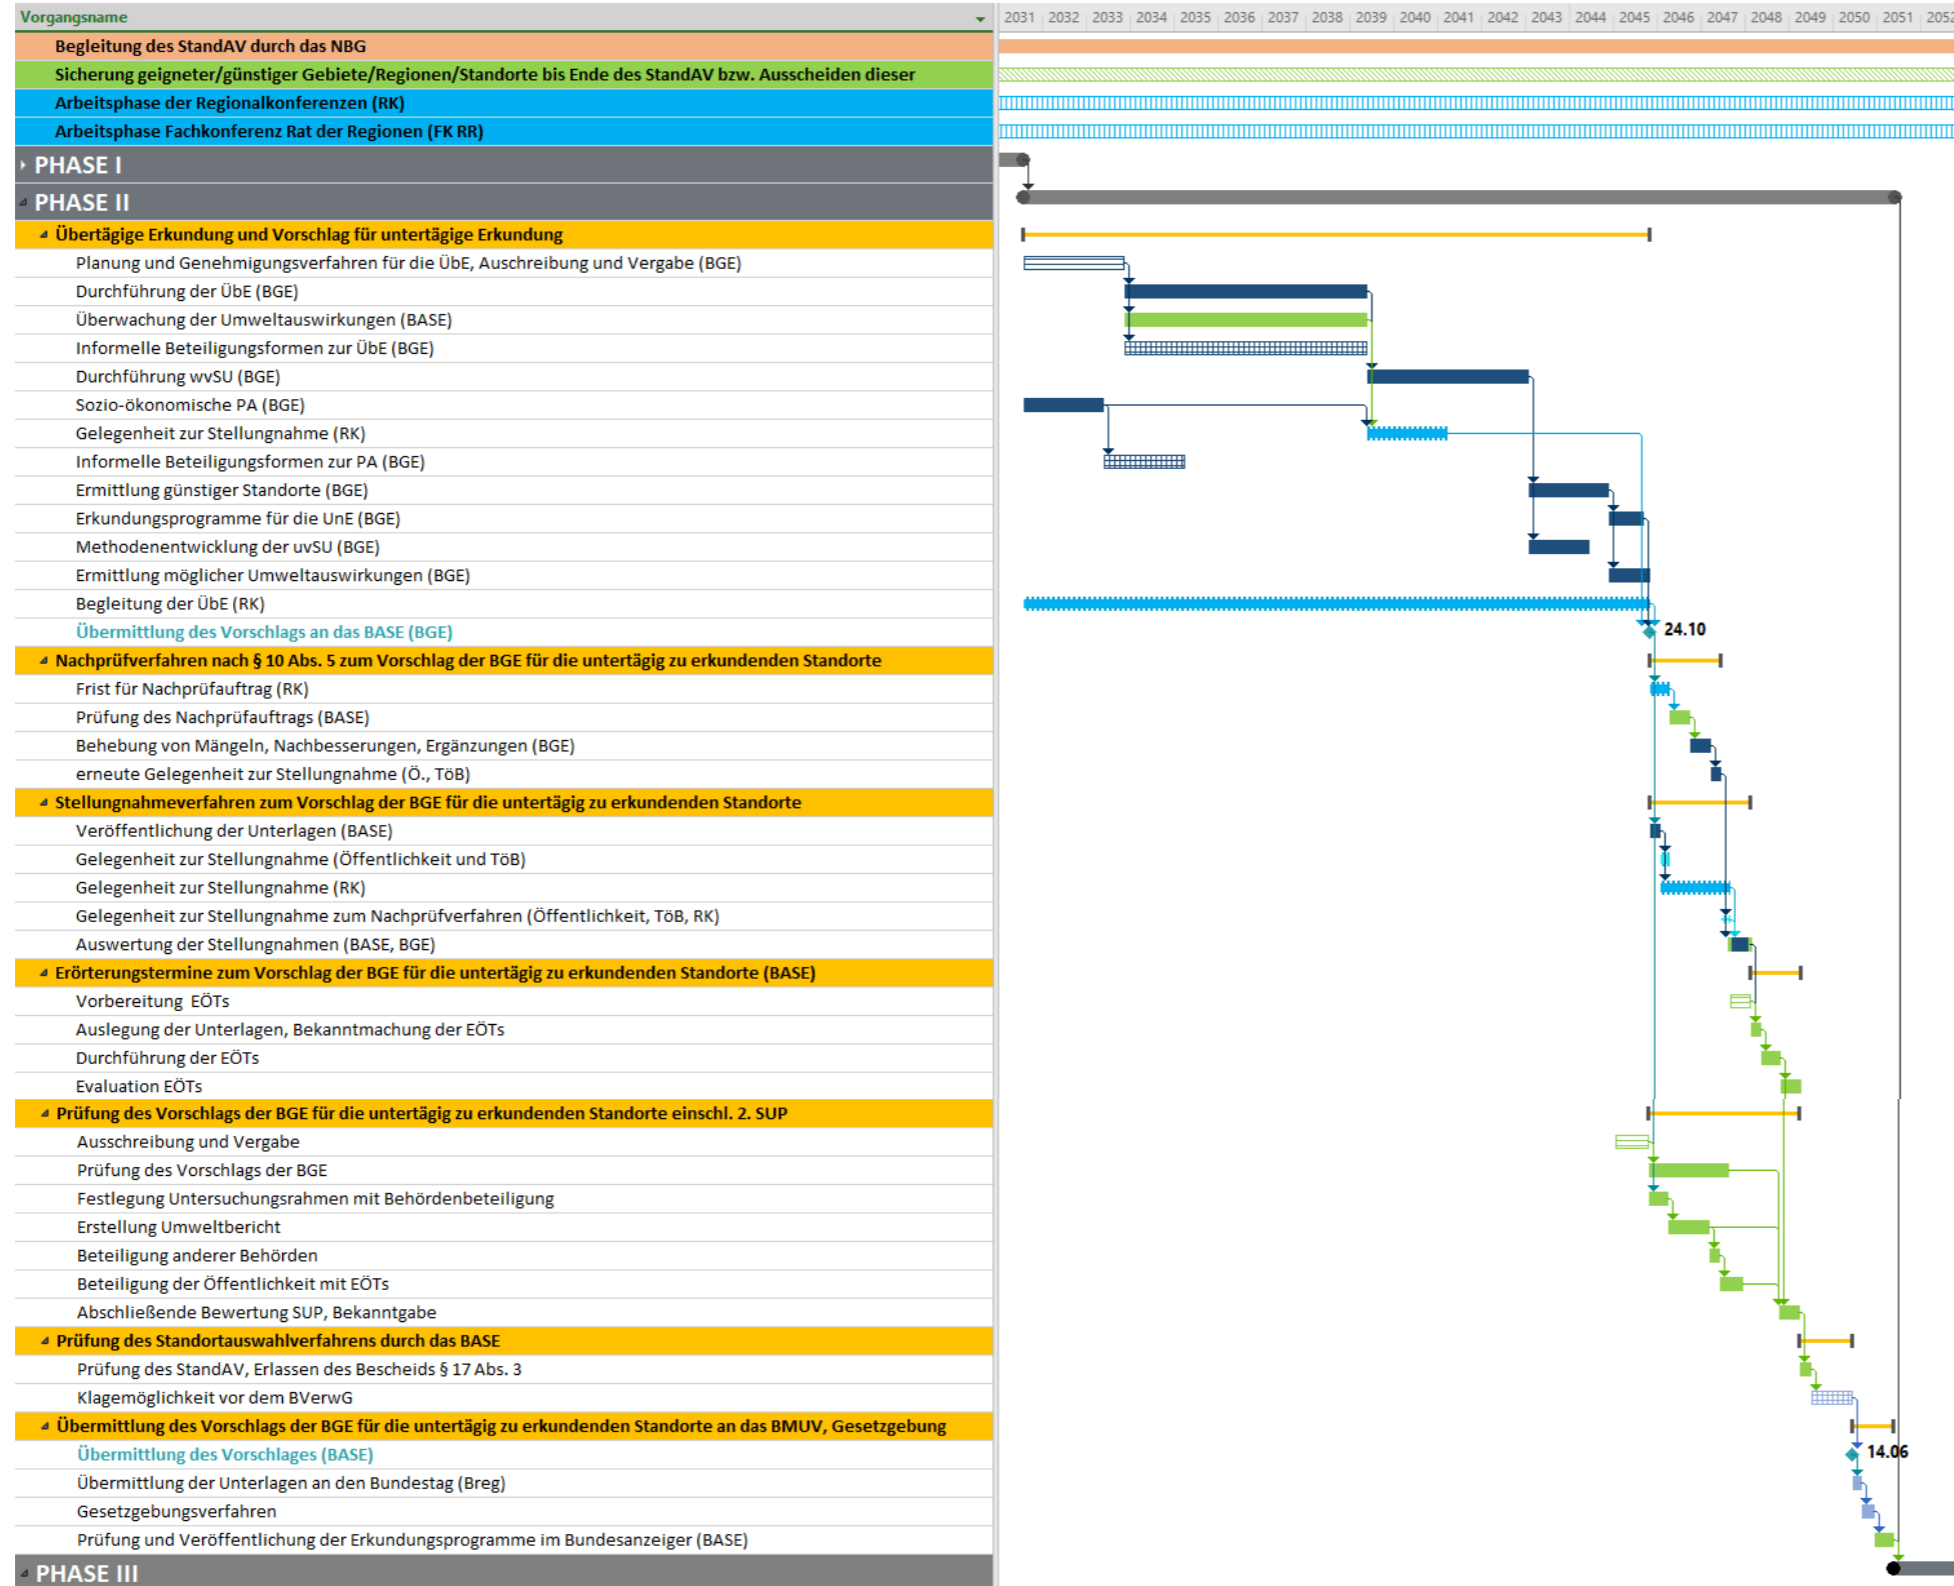 Vorgangsname 2031 2032 2033 2034 2035 2036 2037 2038 2039 2040 2041 2042 2043 2044 2045 2046 2047 2048 2049 2050 2051 2052
Begleitung des StandAV durch das NBG
Sicherung geigneter/günstiger Gebiete/Regionen/Standorte bis Ende des StandAV bzw. Ausscheiden dieser
Arbeitsphase der Regionalkonferenzen (RK)
Arbeitsphase Fachkonferenz Rat der Regionen (FK RR)
PHASE I
PHASE II
Übertägige Erkundung und Vorschlag für untertägige Erkundung
Planung und Genehmigungsverfahren für die ÜbE, Auschreibung und Vergabe (BGE)
Durchführung der ÜbE (BGE)
Überwachung der Umweltauswirkungen (BASE)
Informelle Beteiligungsformen zur ÜbE (BGE)
Durchführung wvSU (BGE)
Sozio-ökonomische PA (BGE)
Gelegenheit zur Stellungnahme (RK)
Informelle Beteiligungsformen zur PA (BGE)
Ermittlung günstiger Standorte (BGE)
Erkundungsprogramme für die UnE (BGE)
Methodenentwicklung der uvSU (BGE)
Ermittlung möglicher Umweltauswirkungen (BGE)
Begleitung der ÜbE (RK)
Übermittlung des Vorschlags an das BASE (BGE) 24.10
Nachprüfverfahren nach § 10 Abs. 5 zum Vorschlag der BGE für die untertägig zu erkundenden Standorte
Frist für Nachprüfauftrag (RK)
Prüfung des Nachprüfauftrags (BASE)
Behebung von Mängeln, Nachbesserungen, Ergänzungen (BGE)
erneute Gelegenheit zur Stellungnahme (Ö., TöB)
Stellungnahmeverfahren zum Vorschlag der BGE für die untertägig zu erkundenden Standorte
Veröffentlichung der Unterlagen (BASE)
Gelegenheit zur Stellungnahme (Öffentlichkeit und TöB)
Gelegenheit zur Stellungnahme (RK)
Gelegenheit zur Stellungnahme zum Nachprüfverfahren (Öffentlichkeit, TöB, RK)
Auswertung der Stellungnahmen (BASE, BGE)
Erörterungstermine zum Vorschlag der BGE für die untertägig zu erkundenden Standorte (BASE)
Vorbereitung EÖTs
Auslegung der Unterlagen, Bekanntmachung der EÖTs
Durchführung der EÖTs
Evaluation EÖTs
Prüfung des Vorschlags der BGE für die untertägig zu erkundenden Standorte einschl. 2. SUP
Ausschreibung und Vergabe
Prüfung des Vorschlags der BGE
Festlegung Untersuchungsrahmen mit Behördenbeteiligung
Erstellung Umweltbericht
Beteiligung anderer Behörden
Beteiligung der Öffentlichkeit mit EÖTs
Abschließende Bewertung SUP, Bekanntgabe
Prüfung des Standortauswahlverfahrens durch das BASE
Prüfung des StandAV, Erlassen des Bescheids § 17 Abs. 3
Klagemöglichkeit vor dem BVerwG
Übermittlung des Vorschlags der BGE für die untertägig zu erkundenden Standorte an das BMUV, Gesetzgebung
Übermittlung des Vorschlages (BASE) 14.06
Übermittlung der Unterlagen an den Bundestag (Breg)
Gesetzgebungsverfahren
Prüfung und Veröffentlichung der Erkundungsprogramme im Bundesanzeiger (BASE)
PHASE III